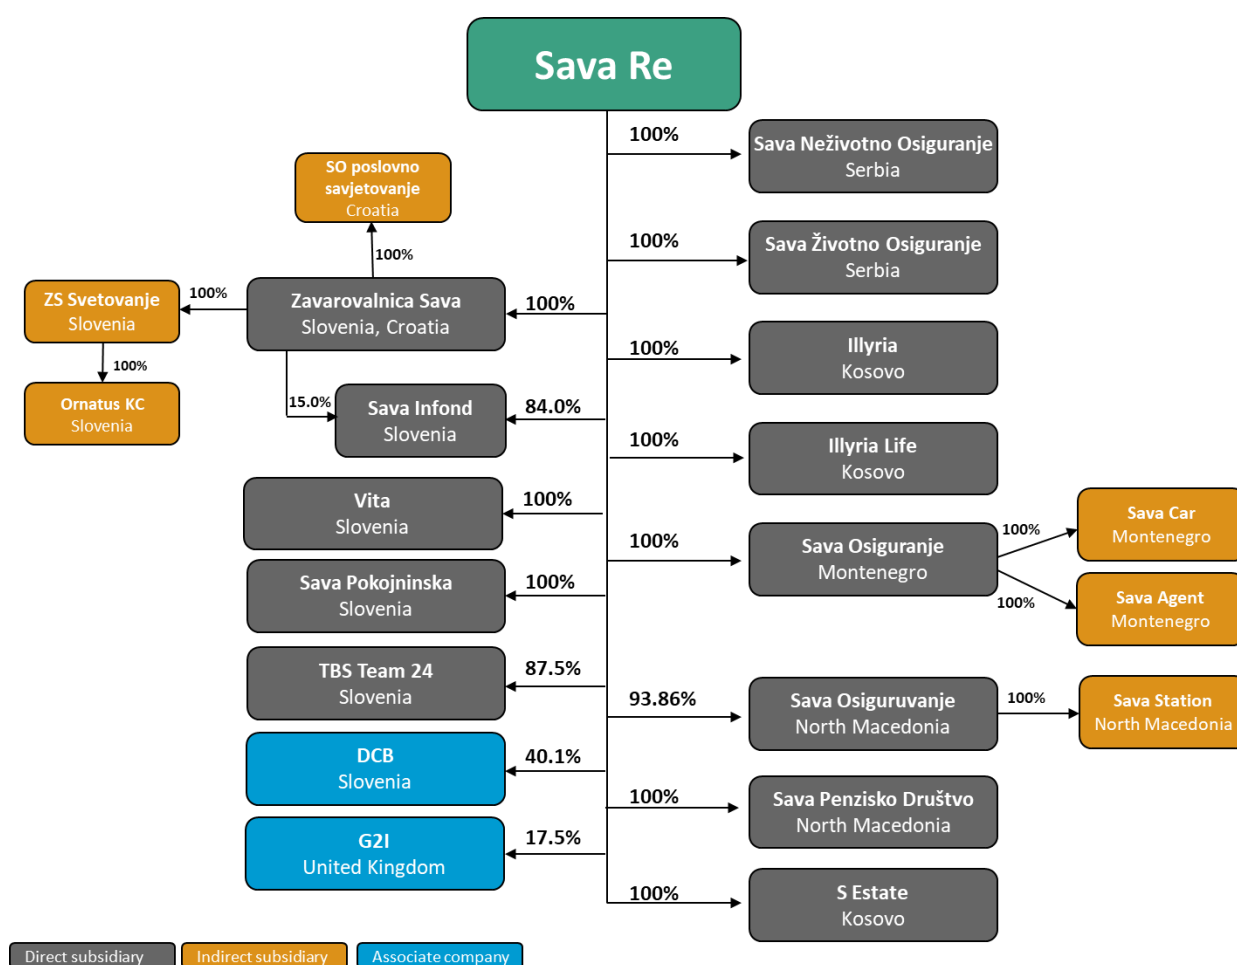 Sava Re
100%
Sava Neživotno Osiguranje
Serbia
SO poslovno
savjetovanje
Croatia
100%
100%
Sava Životno Osiguranje
Serbia
ZS Svetovanje
Slovenia
100%
Zavarovalnica Sava
Slovenia, Croatia
100%
100%
Illyria
Kosovo
100%
Ornatus KC
Slovenia
15.0%
Sava Infond
Slovenia
84.0%
100%
Illyria Life
Kosovo
Vita
Slovenia
100%
100%
Sava Osiguranje
Montenegro
100%
Sava Car
Montenegro
100%
Sava Agent
Montenegro
Sava Pokojninska
Slovenia
100%
TBS Team 24
Slovenia
87.5%
93.86%
Sava Osiguruvanje
North Macedonia
100%
Sava Station
North Macedonia
DCB
Slovenia
40.1%
100%
Sava Penzisko Društvo
North Macedonia
G2I
United Kingdom
17.5%
100%
S Estate
Kosovo
Direct subsidiary
Indirect subsidiary
Associate company